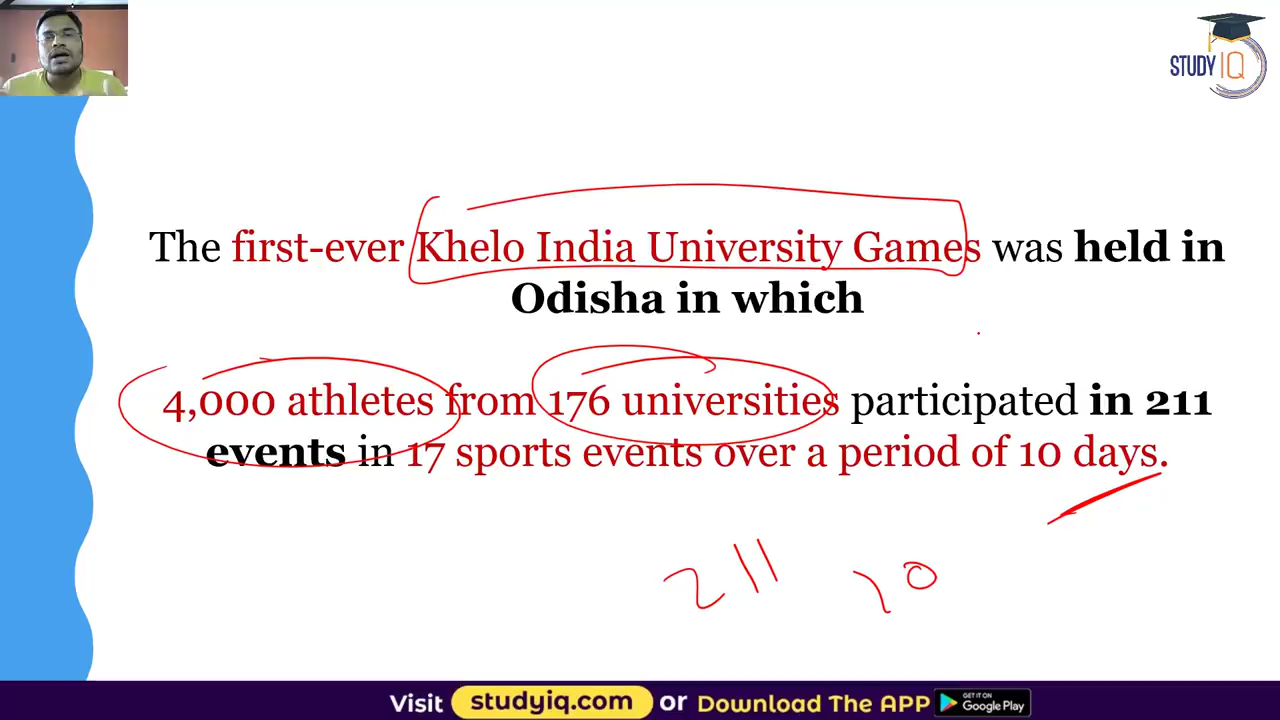 STUDY IQ
The first-ever Khelo India University Games was held in
Odisha in which
4,000 athletes from 176 universities participated in 211
events in 17 sports events over a period of 10 days.
211 10
Visit studyiq.com or Download The APP GET IT ON Google Play